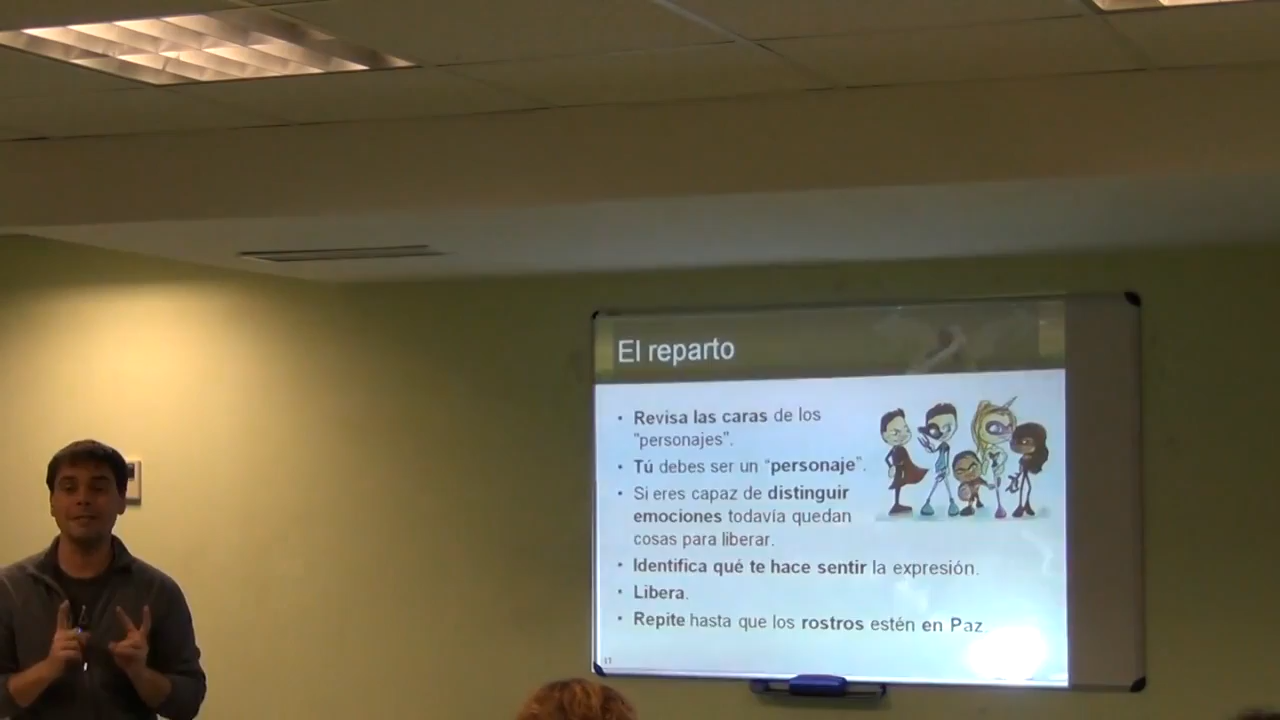 El reparto
• Revisa las caras de los
"personajes".
• Tú debes ser un "personaje".
• Si eres capaz de distinguir
emociones todavía quedan
cosas para liberar.
• Identifica qué te hace sentir la expresión.
• Libera.
• Repite hasta que los rostros estén en Paz